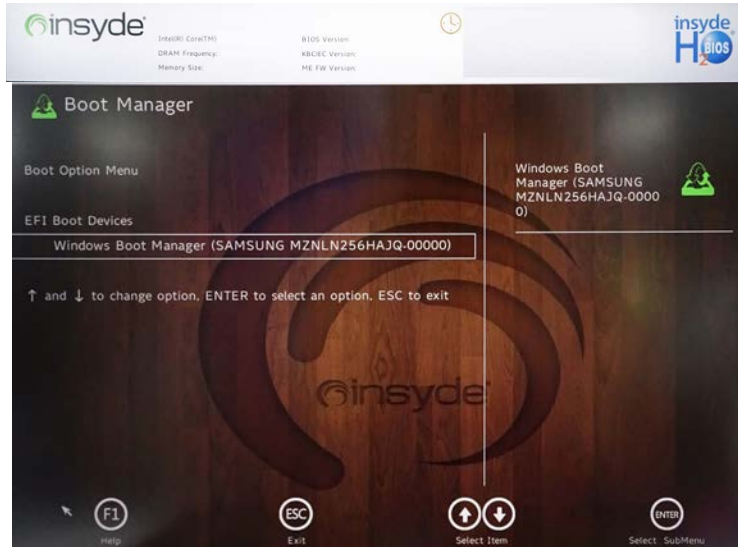 insyde
Intel(R) Core(TM)
DRAM Frequency:
Memory Size:
BIOS Version
KBC/EC Version:
ME FW Version:
insyde
H2O BIOS
Boot Manager
Boot Option Menu
EFI Boot Devices
Windows Boot Manager (SAMSUNG MZNLN256HAJQ-00000)
↑ and ↓ to change option, ENTER to select an option, ESC to exit
Windows Boot
Manager (SAMSUNG
MZNLN256HAJQ-0000
0)
insyde
F1
Help
ESC
Exit
Select Item
ENTER
Select SubMenu